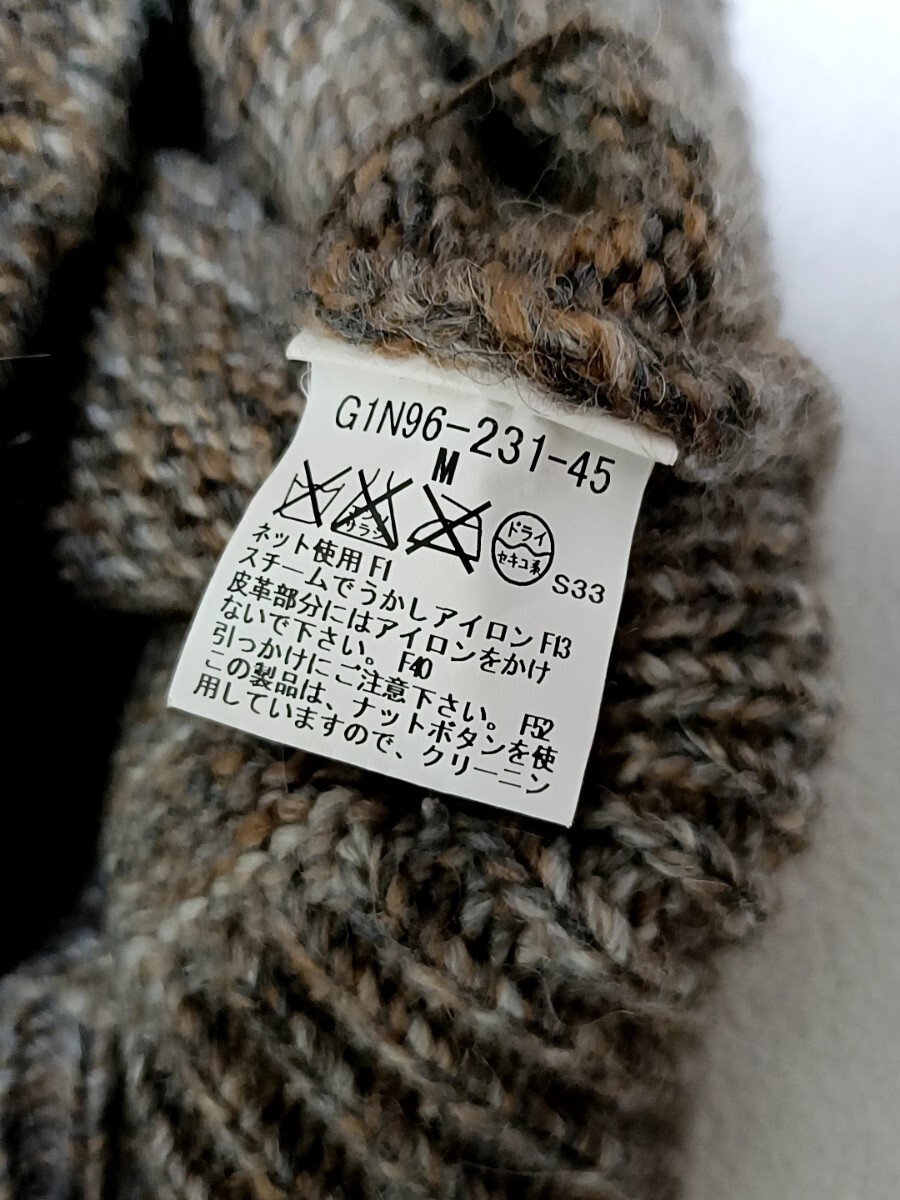 G1N96-231-45
M
サラシ
ドライ
セキユ系
S33
ネット使用 F1
スチームでうかしアイロン F13
皮革部分にはアイロンをかけ
ないで下さい。 F40
引っかけにご注意下さい。 F52
この製品は、ナットボタンを使
用していますので、クリーニン